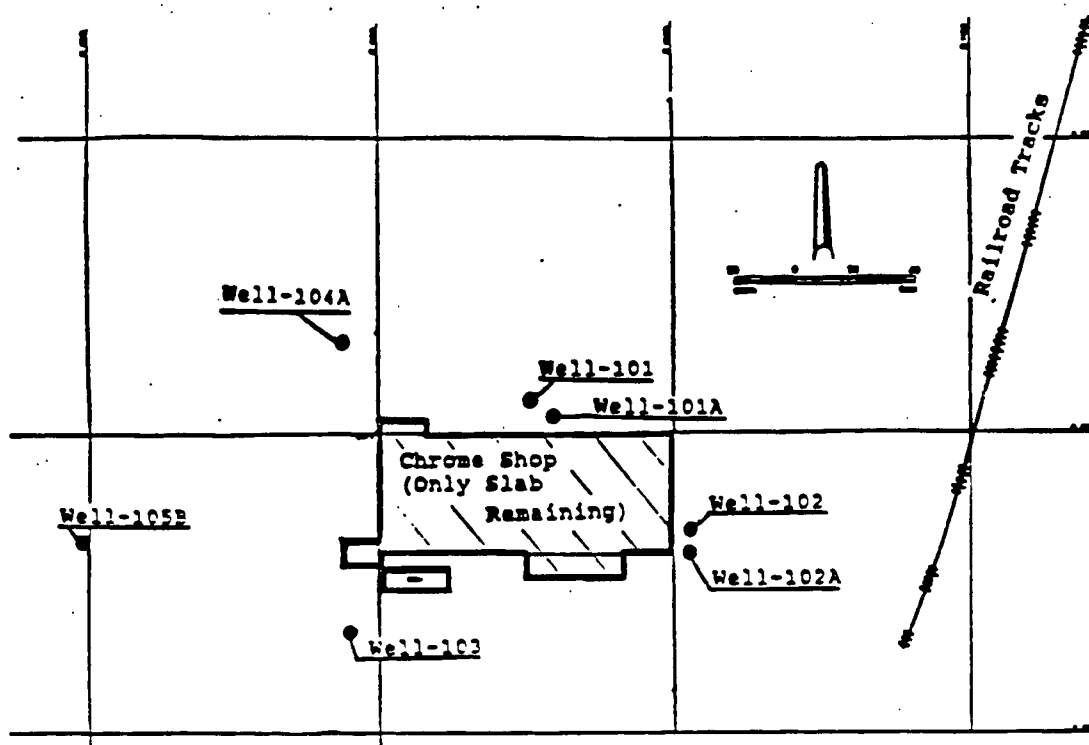 Railroad Tracks
Well-104A
Well-101
Well-101A
Chrome Shop
(Only Slab
Remaining)
Well-105B
Well-102
Well-102A
Well-103